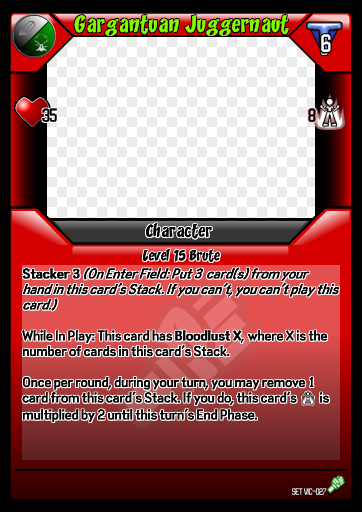 Gargantuan Juggernaut
6
35
8
Character
Level 15 Brute
Stacker 3 (On Enter Field: Put 3 card(s) from your
hand in this card's Stack. If you can't, you can't play this
card.)
While In Play: This card has Bloodlust X, where X is the
number of cards in this card's Stack.
Once per round, during your turn, you may remove 1
card from this card's Stack. If you do, this card's is
multiplied by 2 until this turn's End Phase.
SET VIC-027